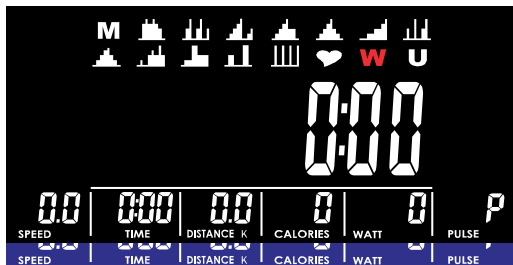 M
W U
0:00
0.0 0:00 0.0 0 0 P
SPEED TIME DISTANCE K CALORIES WATT PULSE
SPEED TIME DISTANCE K CALORIES WATT PULSE